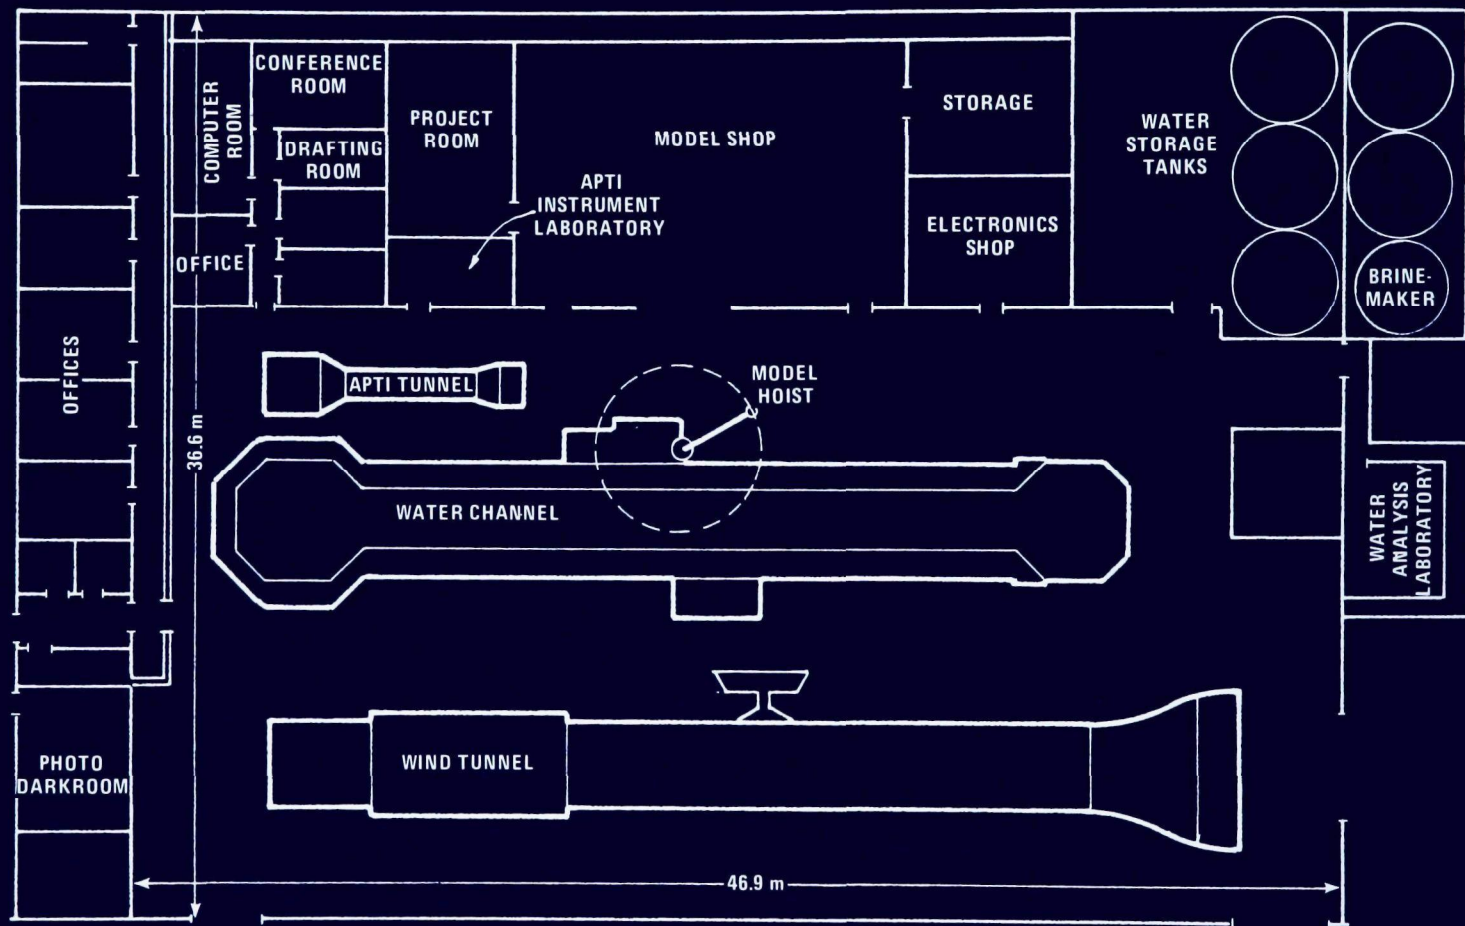 CONFERENCE
ROOM
COMPUTER
ROOM
DRAFTING
ROOM
PROJECT
ROOM
MODEL SHOP
STORAGE
WATER
STORAGE
TANKS
APTI
INSTRUMENT
LABORATORY
ELECTRONICS
SHOP
OFFICE
BRINE-
MAKER
OFFICES
36.6 m
APTI TUNNEL
MODEL
HOIST
WATER CHANNEL
WATER
ANALYSIS
LABORATORY
PHOTO
DARKROOM
WIND TUNNEL
46.9 m